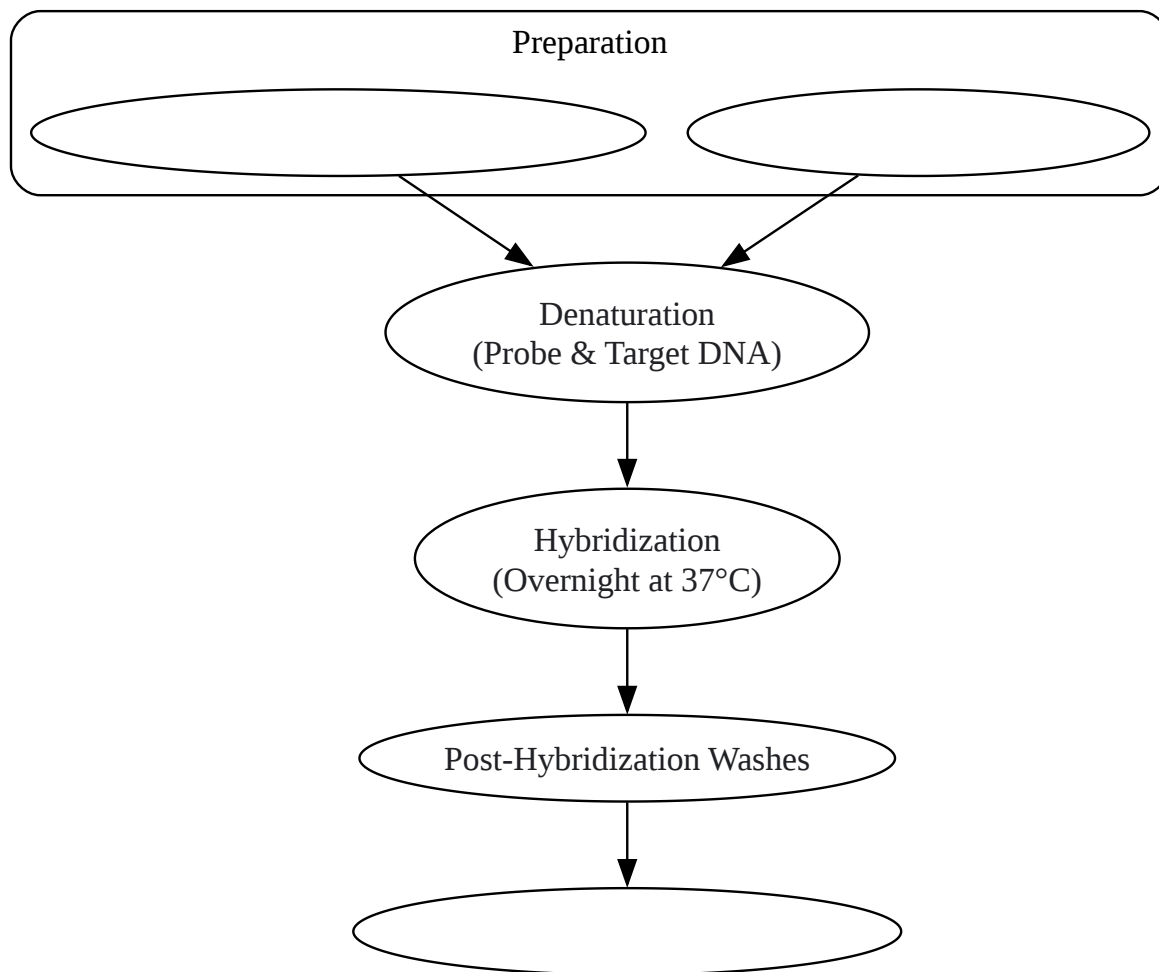 Preparation
Denaturation
(Probe & Target DNA)
Hybridization
(Overnight at 37°C)
Post-Hybridization Washes